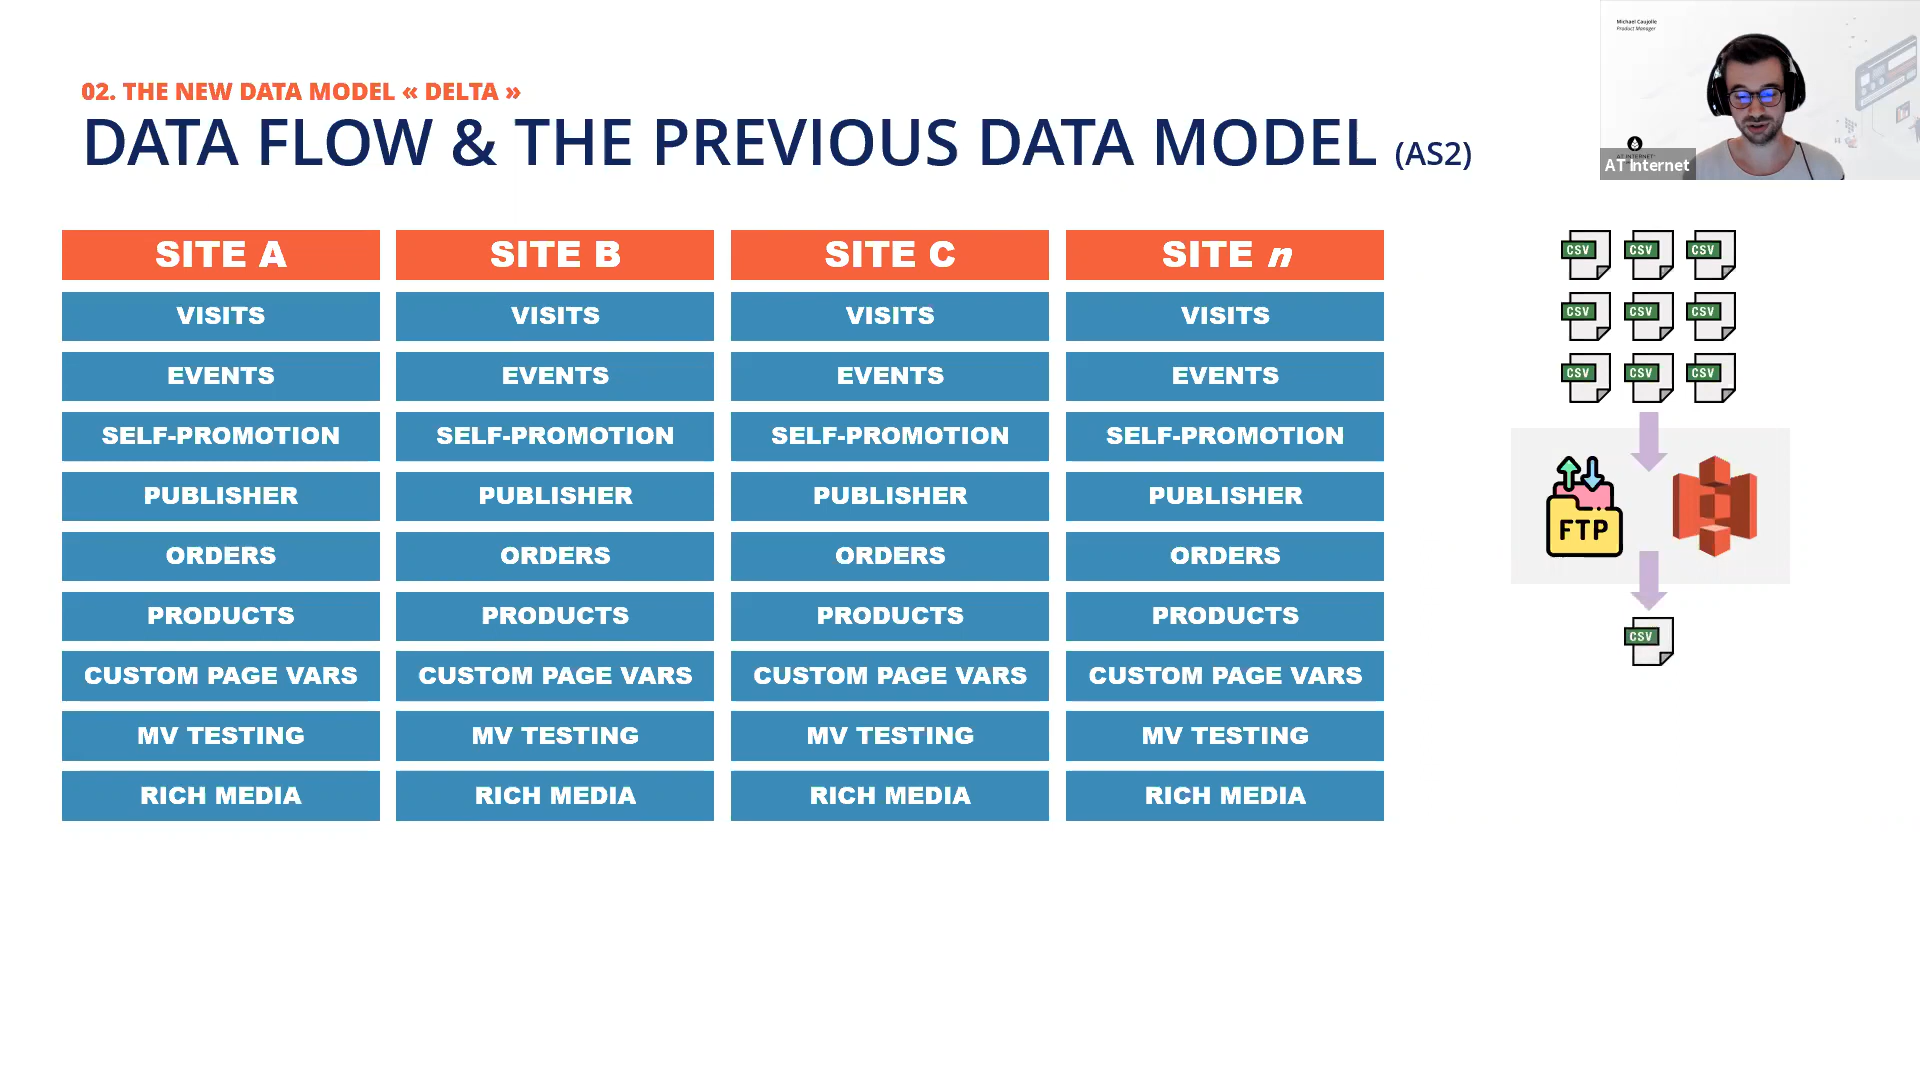 02. THE NEW DATA MODEL « DELTA »
DATA FLOW & THE PREVIOUS DATA MODEL (AS2)
Michael Caujolle
Product Manager
AT Internet
SITE A SITE B SITE C SITE n
VISITS VISITS VISITS VISITS
EVENTS EVENTS EVENTS EVENTS
SELF-PROMOTION SELF-PROMOTION SELF-PROMOTION SELF-PROMOTION
PUBLISHER PUBLISHER PUBLISHER PUBLISHER
ORDERS ORDERS ORDERS ORDERS
PRODUCTS PRODUCTS PRODUCTS PRODUCTS
CUSTOM PAGE VARS CUSTOM PAGE VARS CUSTOM PAGE VARS CUSTOM PAGE VARS
MV TESTING MV TESTING MV TESTING MV TESTING
RICH MEDIA RICH MEDIA RICH MEDIA RICH MEDIA
CSV CSV CSV
CSV CSV CSV
CSV CSV CSV
FTP
CSV